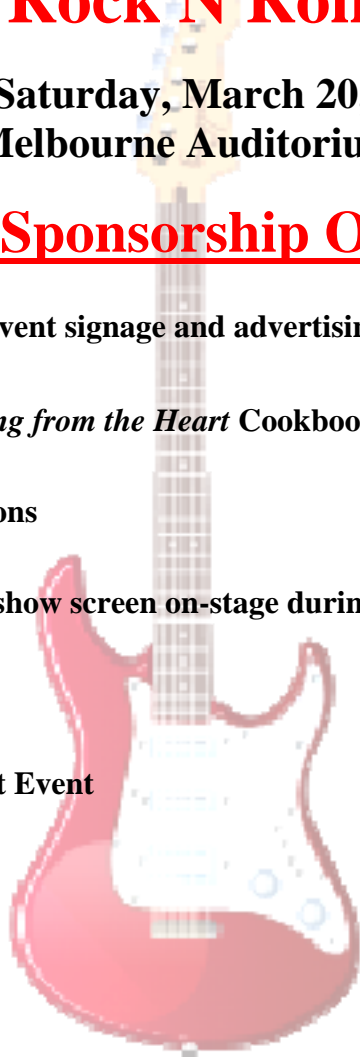 Rock N Roll
Saturday, March 20
Melbourne Auditoriu
Sponsorship O
vent signage and advertisin
ng from the Heart Cookboo
ons
show screen on-stage durin
t Event